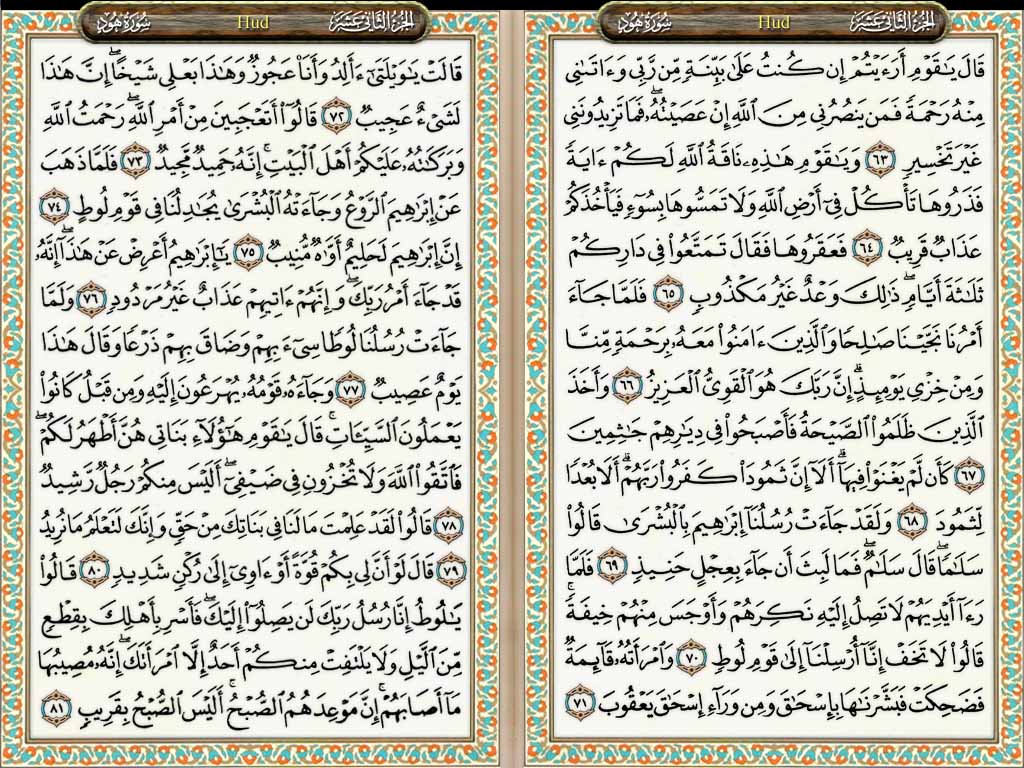 الجزء الثاني عشر
Hud
سورة هود
قَالَ يَـٰقَوْمِ أَرَءَيْتُمْ إِن كُنتُ عَلَىٰ بَيِّنَةٍ مِّن رَّبِّى وَءَاتَىٰنِى
مِنْهُ رَحْمَةً فَمَن يَنصُرُنِى مِنَ ٱللَّهِ إِنْ عَصَيْتُهُۥ ۖ فَمَا تَزِيدُونَنِى
غَيْرَ تَخْسِيرٍ ٦٣ وَيَـٰقَوْمِ هَـٰذِهِۦ نَاقَةُ ٱللَّهِ لَكُمْ ءَايَةً
فَذَرُوهَا تَأْكُلْ فِىٓ أَرْضِ ٱللَّهِ وَلَا تَمَسُّوهَا بِسُوٓءٍ فَيَأْخُذَكُمْ
عَذَابٌ قَرِيبٌ ٦٤ فَعَقَرُوهَا فَقَالَ تَمَتَّعُوا۟ فِى دَارِكُمْ
ثَلَـٰثَةَ أَيَّامٍ ۖ ذَٰلِكَ وَعْدٌ غَيْرُ مَكْذُوبٍ ٦٥ فَلَمَّا جَآءَ
أَمْرُنَا نَجَّيْنَا صَـٰلِحًا وَٱلَّذِينَ ءَامَنُوا۟ مَعَهُۥ بِرَحْمَةٍ مِّنَّا
وَمِنْ خِزْىِ يَوْمِئِذٍ ۗ إِنَّ رَبَّكَ هُوَ ٱلْقَوِىُّ ٱلْعَزِيزُ ٦٦ وَأَخَذَ
ٱلَّذِينَ ظَلَمُوا۟ ٱلصَّيْحَةُ فَأَصْبَحُوا۟ فِى دِيَـٰرِهِمْ جَـٰثِمِينَ
٦٧ كَأَن لَّمْ يَغْنَوْا۟ فِيهَآ ۗ أَلَآ إِنَّ ثَمُودَا۟ كَفَرُوا۟ رَبَّهُمْ ۗ أَلَا بُعْدًا
لِّثَمُودَ ٦٨ وَلَقَدْ جَآءَتْ رُسُلُنَآ إِبْرَٰهِيمَ بِٱلْبُشْرَىٰ قَالُوا۟
سَلَـٰمًا ۖ قَالَ سَلَـٰمٌ ۖ فَمَا لَبِثَ أَن جَآءَ بِعِجْلٍ حَنِيذٍ ٦٩ فَلَمَّا
رَءَآ أَيْدِيَهُمْ لَا تَصِلُ إِلَيْهِ نَكِرَهُمْ وَأَوْجَسَ مِنْهُمْ خِيفَةً ۚ
قَالُوا۟ لَا تَخَفْ إِنَّآ أُرْسِلْنَآ إِلَىٰ قَوْمِ لُوطٍ ٧٠ وَٱمْرَأَتُهُۥ قَآئِمَةٌ
فَضَحِكَتْ فَبَشَّرْنَـٰهَا بِإِسْحَـٰقَ وَمِن وَرَآءِ إِسْحَـٰقَ يَعْقُوبَ ٧١
الجزء الثاني عشر
Hud
سورة هود
قَالَتْ يَـٰوَيْلَتَىٰٓ ءَأَلِدُ وَأَنَا۠ عَجُوزٌ وَهَـٰذَا بَعْلِى شَيْخًا ۖ إِنَّ هَـٰذَا
لَشَىْءٌ عَجِيبٌ ٧٢ قَالُوٓا۟ أَتَعْجَبِينَ مِنْ أَمْرِ ٱللَّهِ ۖ رَحْمَتُ ٱللَّهِ
وَبَرَكَـٰتُهُۥ عَلَيْكُمْ أَهْلَ ٱلْبَيْتِ ۚ إِنَّهُۥ حَمِيدٌ مَّجِيدٌ ٧٣ فَلَمَّا ذَهَبَ
عَنْ إِبْرَٰهِيمَ ٱلرَّوْعُ وَجَآءَتْهُ ٱلْبُشْرَىٰ يُجَـٰدِلُنَا فِى قَوْمِ لُوطٍ ٧٤
إِنَّ إِبْرَٰهِيمَ لَحَلِيمٌ أَوَّٰهٌ مُّنِيبٌ ٧٥ يَـٰٓإِبْرَٰهِيمُ أَعْرِضْ عَنْ هَـٰذَآ ۖ إِنَّهُۥ
قَدْ جَآءَ أَمْرُ رَبِّكَ ۖ وَإِنَّهُمْ ءَاتِيهِمْ عَذَابٌ غَيْرُ مَرْدُودٍ ٧٦ وَلَمَّا
جَآءَتْ رُسُلُنَا لُوطًا سِىٓءَ بِهِمْ وَضَاقَ بِهِمْ ذَرْعًا وَقَالَ هَـٰذَا
يَوْمٌ عَصِيبٌ ٧٧ وَجَآءَهُۥ قَوْمُهُۥ يُهْرَعُونَ إِلَيْهِ وَمِن قَبْلُ كَانُوا۟
يَعْمَلُونَ ٱلسَّيِّـَٔاتِ ۚ قَالَ يَـٰقَوْمِ هَـٰٓؤُلَآءِ بَنَاتِى هُنَّ أَطْهَرُ لَكُمْ ۖ
فَٱتَّقُوا۟ ٱللَّهَ وَلَا تُخْزُونِ فِى ضَيْفِىٓ ۖ أَلَيْسَ مِنكُمْ رَجُلٌ رَّشِيدٌ
٧٨ قَالُوا۟ لَقَدْ عَلِمْتَ مَا لَنَا فِى بَنَاتِكَ مِنْ حَقٍّ وَإِنَّكَ لَتَعْلَمُ مَا نُرِيدُ
٧٩ قَالَ لَوْ أَنَّ لِى بِكُمْ قُوَّةً أَوْ ءَاوِىٓ إِلَىٰ رُكْنٍ شَدِيدٍ ٨٠ قَالُوا۟
يَـٰلُوطُ إِنَّا رُسُلُ رَبِّكَ لَن يَصِلُوٓا۟ إِلَيْكَ ۖ فَأَسْرِ بِأَهْلِكَ بِقِطْعٍ
مِّنَ ٱلَّيْلِ وَلَا يَلْتَفِتْ مِنكُمْ أَحَدٌ إِلَّا ٱمْرَأَتَكَ ۖ إِنَّهُۥ مُصِيبُهَا
مَآ أَصَابَهُمْ ۚ إِنَّ مَوْعِدَهُمُ ٱلصُّبْحُ ۚ أَلَيْسَ ٱلصُّبْحُ بِقَرِيبٍ ٨١